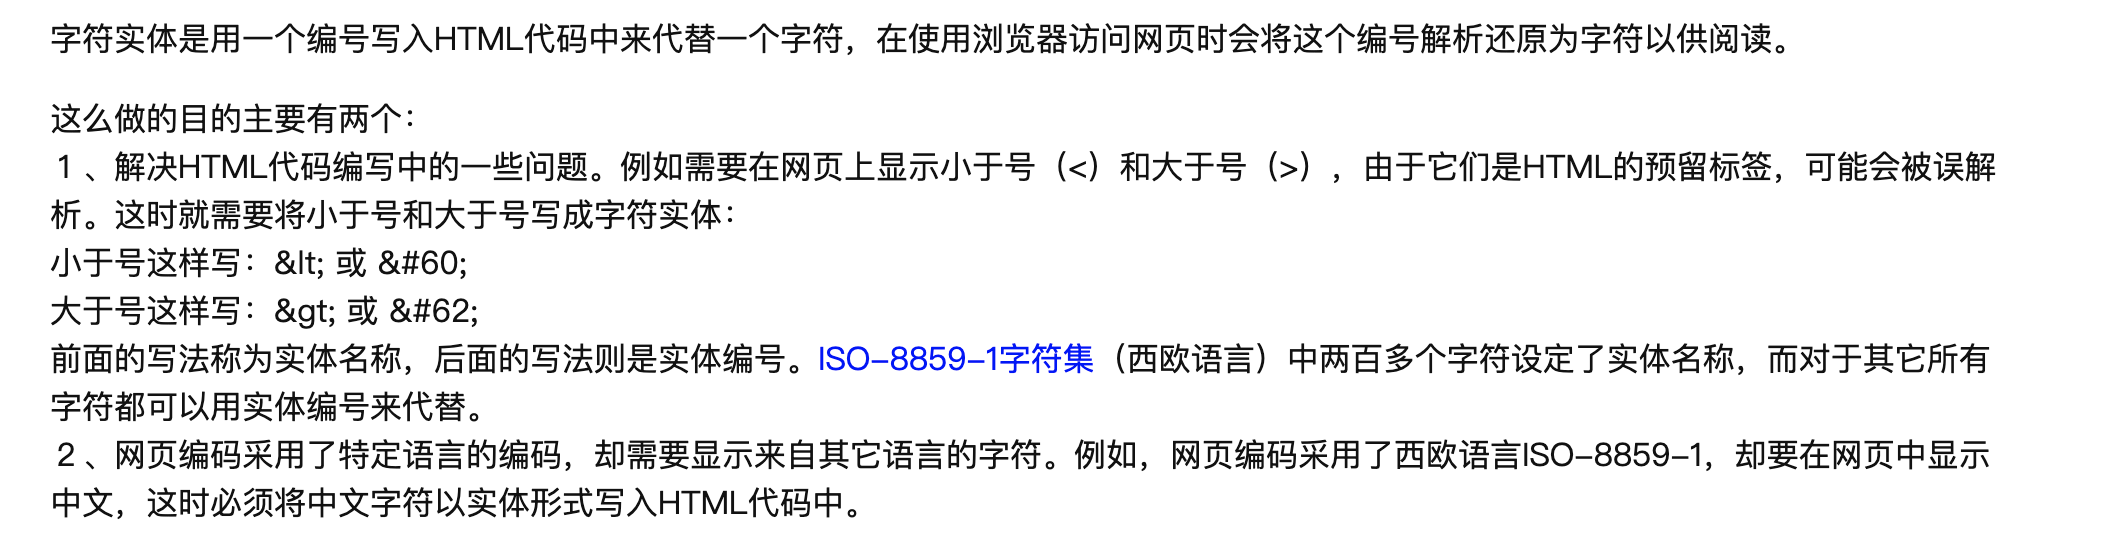 字符实体是用一个编号写入HTML代码中来代替一个字符，在使用浏览器访问网页时会将这个编号解析还原为字符以供阅读。
这么做的目的主要有两个：
1、解决HTML代码编写中的一些问题。例如需要在网页上显示小于号（<）和大于号（>），由于它们是HTML的预留标签，可能会被误解
析。这时就需要将小于号和大于号写成字符实体：
小于号这样写：&lt; 或 &#60;
大于号这样写：&gt; 或 &#62;
前面的写法称为实体名称，后面的写法则是实体编号。ISO-8859-1字符集（西欧语言）中两百多个字符设定了实体名称，而对于其它所有
字符都可以用实体编号来代替。
2、网页编码采用了特定语言的编码，却需要显示来自其它语言的字符。例如，网页编码采用了西欧语言ISO-8859-1，却要在网页中显示
中文，这时必须将中文字符以实体形式写入HTML代码中。